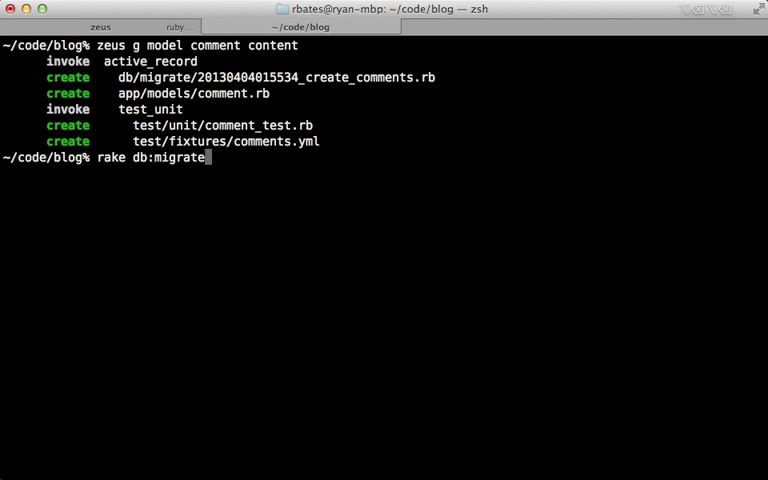 rbates@ryan-mbp: ~/code/blog — zsh
zeus ruby ... ~/code/blog
~/code/blog% zeus g model comment content
invoke active_record
create db/migrate/20130404015534_create_comments.rb
create app/models/comment.rb
invoke test_unit
create test/unit/comment_test.rb
create test/fixtures/comments.yml
~/code/blog% rake db:migrate